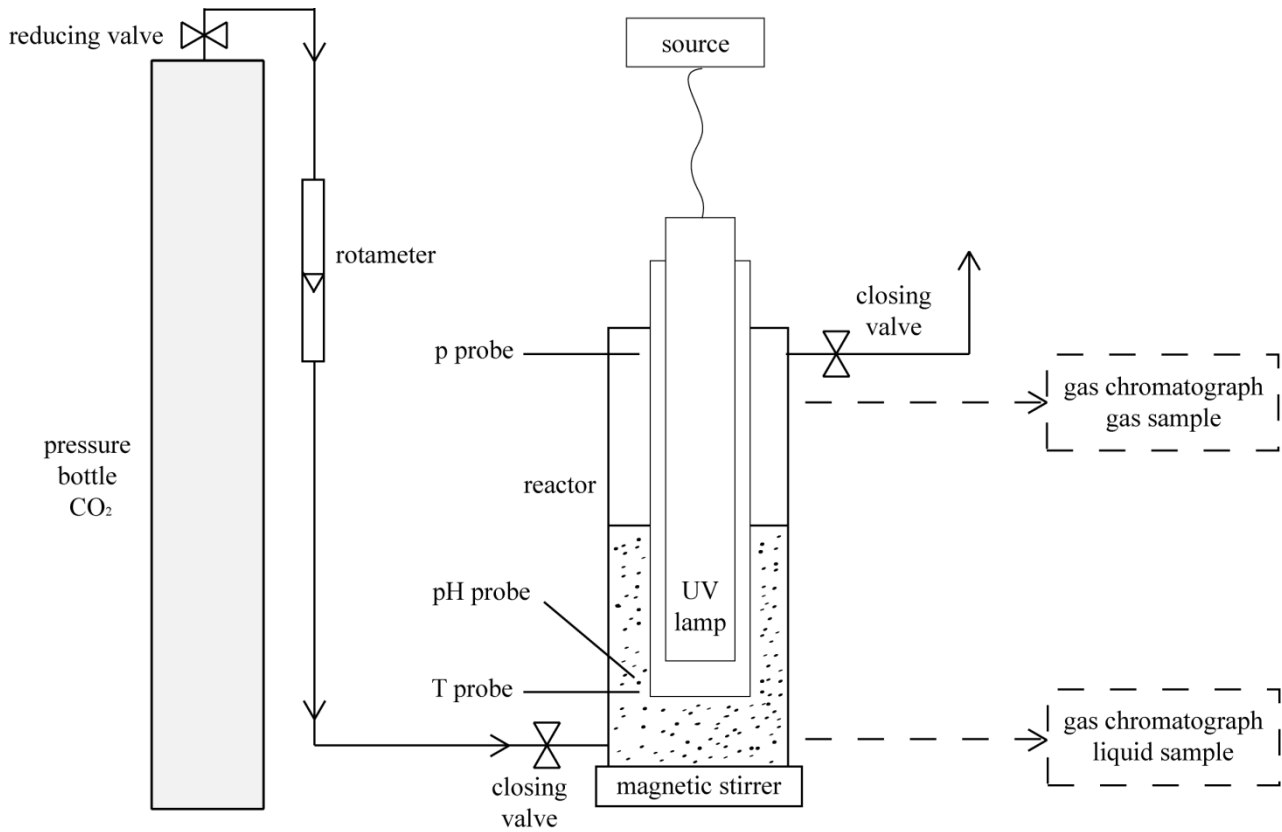 reducing valve
source
rotameter
closing
valve
p probe
gas chromatograph
gas sample
pressure
bottle
CO₂
reactor
pH probe
UV
lamp
T probe
gas chromatograph
liquid sample
closing
valve
magnetic stirrer